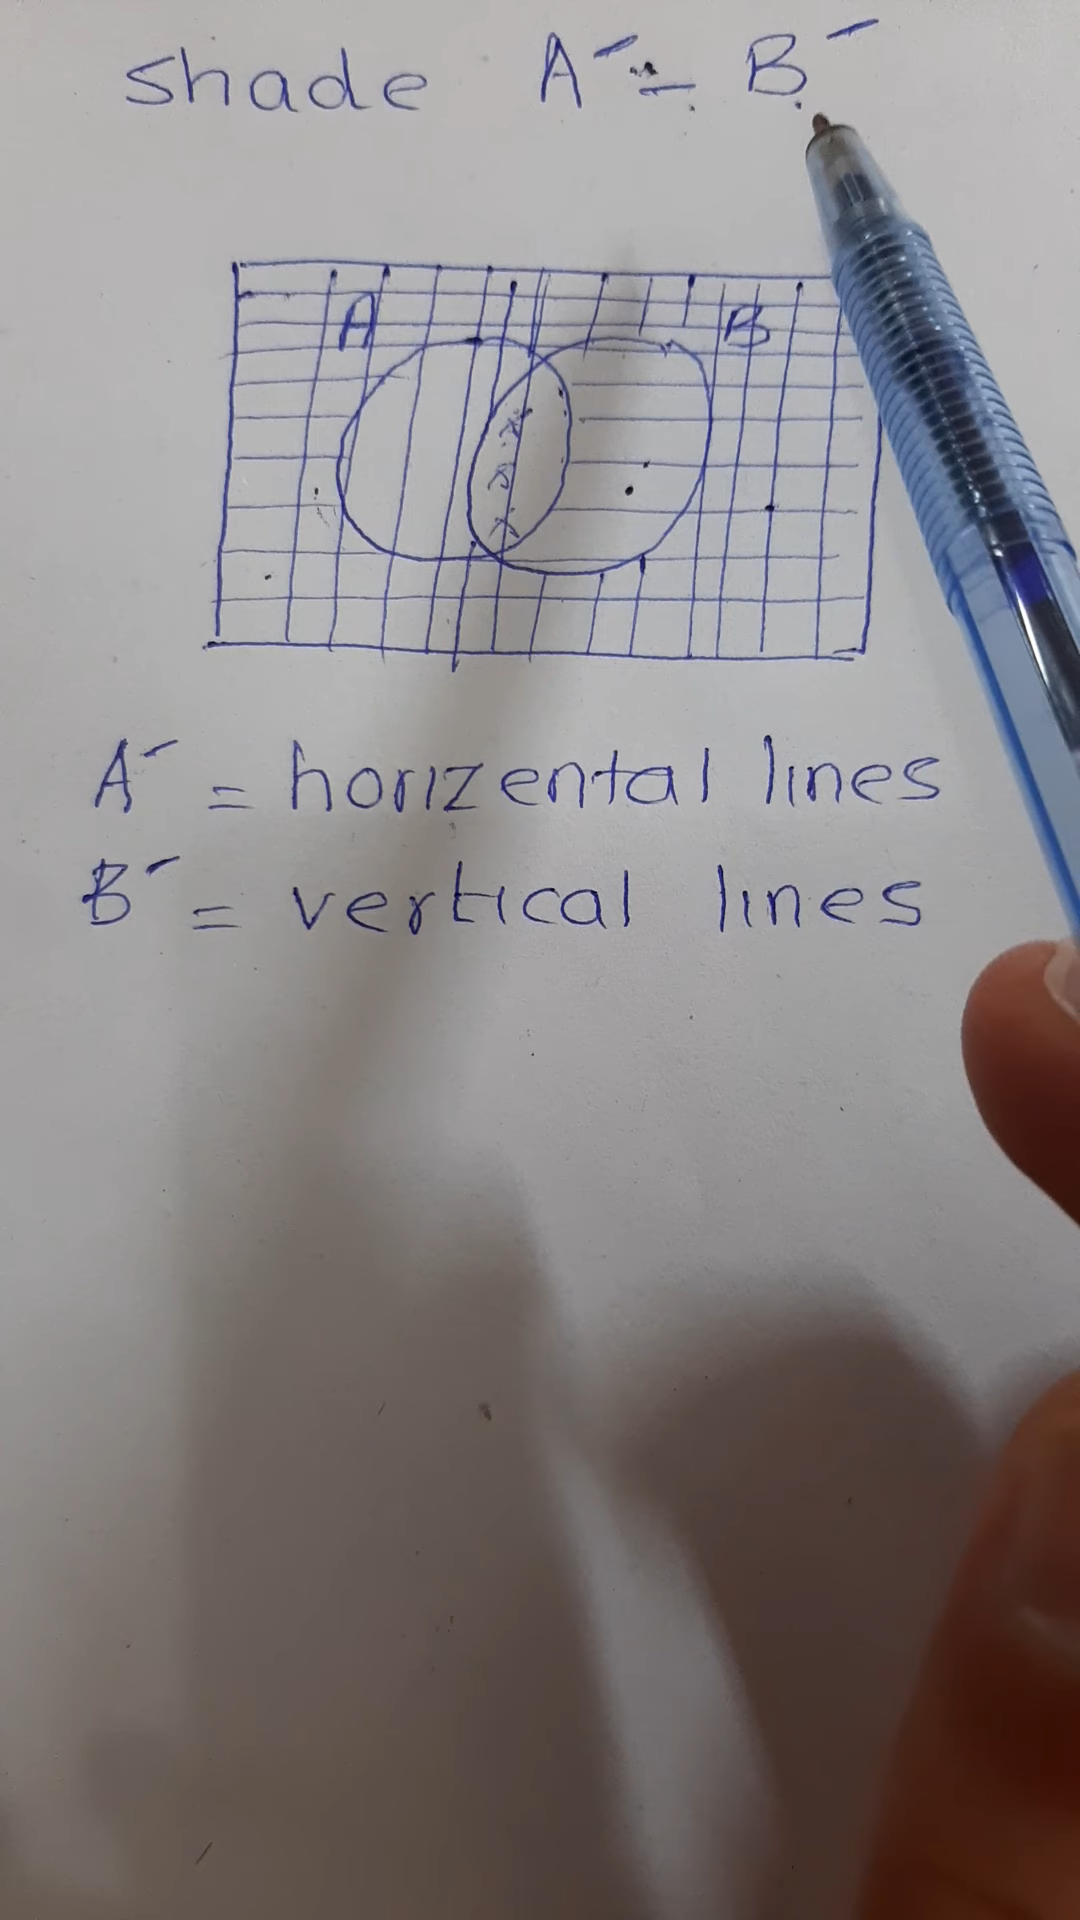 shade A⁻ - B⁻
A B
x
x
x
A⁻ = horizental lines
B⁻ = vertical lines